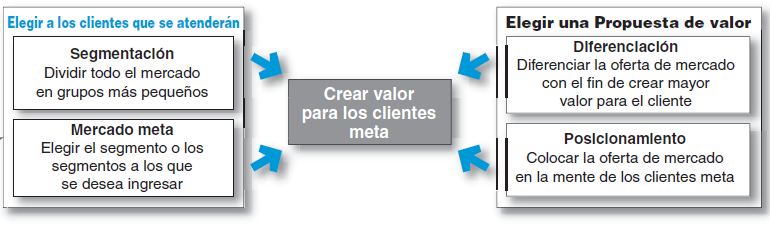 Elegir a los clientes que se atenderán
Segmentación
Dividir todo el mercado
en grupos más pequeños
Mercado meta
Elegir el segmento o los
segmentos a los que
se desea ingresar
Crear valor
para los clientes
meta
Elegir una Propuesta de valor
Diferenciación
Diferenciar la oferta de mercado
con el fin de crear mayor
valor para el cliente
Posicionamiento
Colocar la oferta de mercado
en la mente de los clientes meta